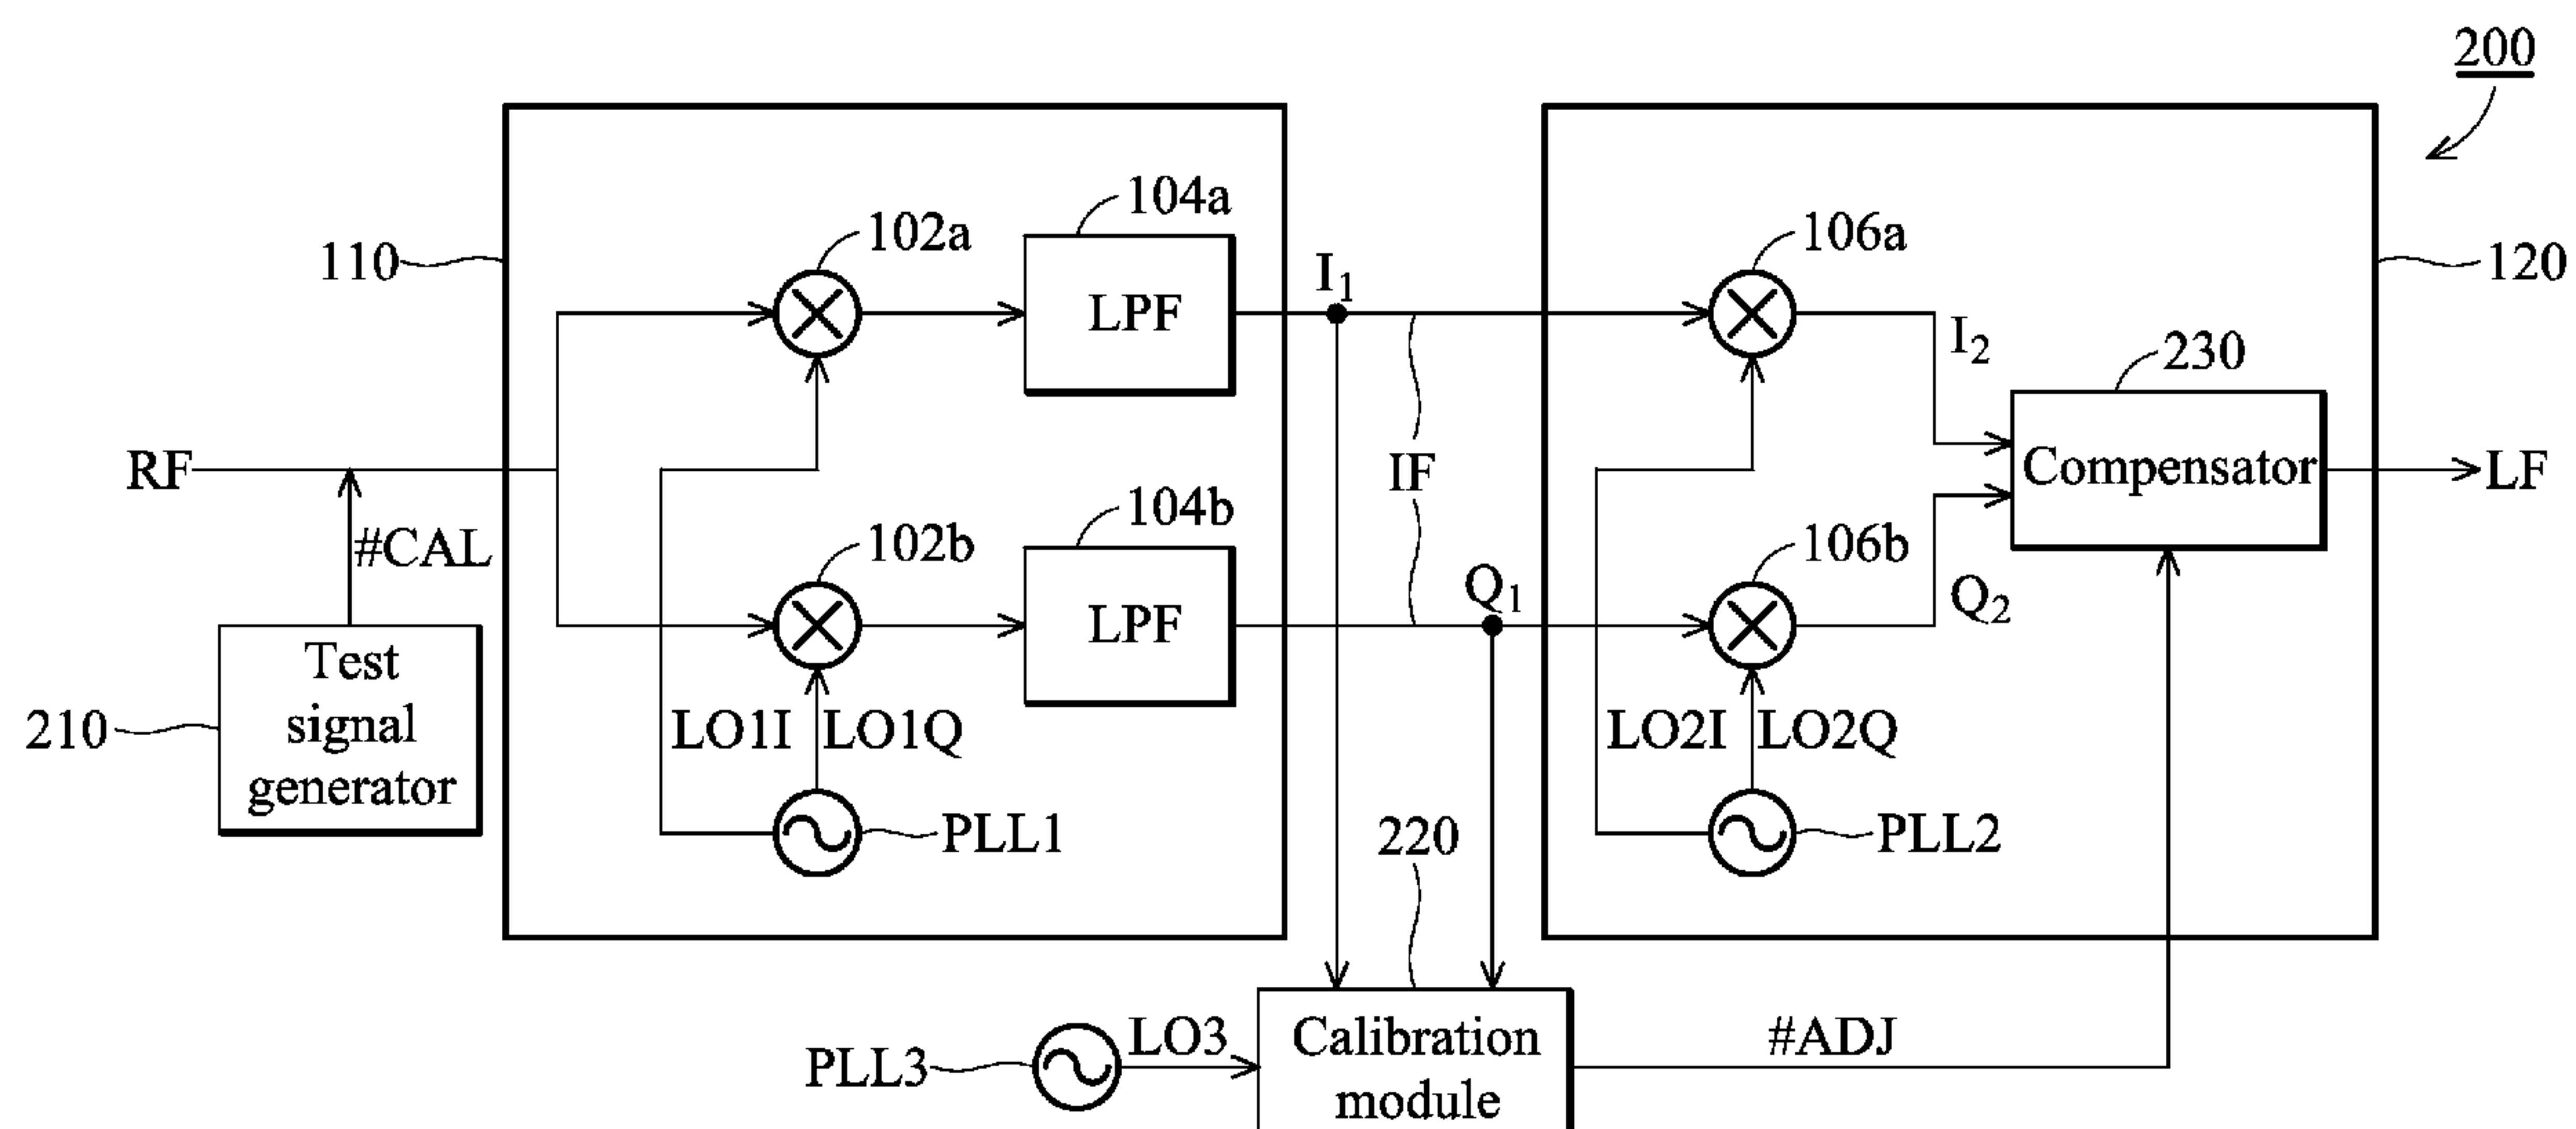 200
110
102a
104a
LPF
I₁
106a
120
I₂
230
Compensator
LF
RF
#CAL
IF
102b
104b
LPF
Q₁
106b
Q₂
210
Test
signal
generator
LO1I
LO1Q
PLL1
LO2I
LO2Q
PLL2
220
PLL3
LO3
Calibration
module
#ADJ